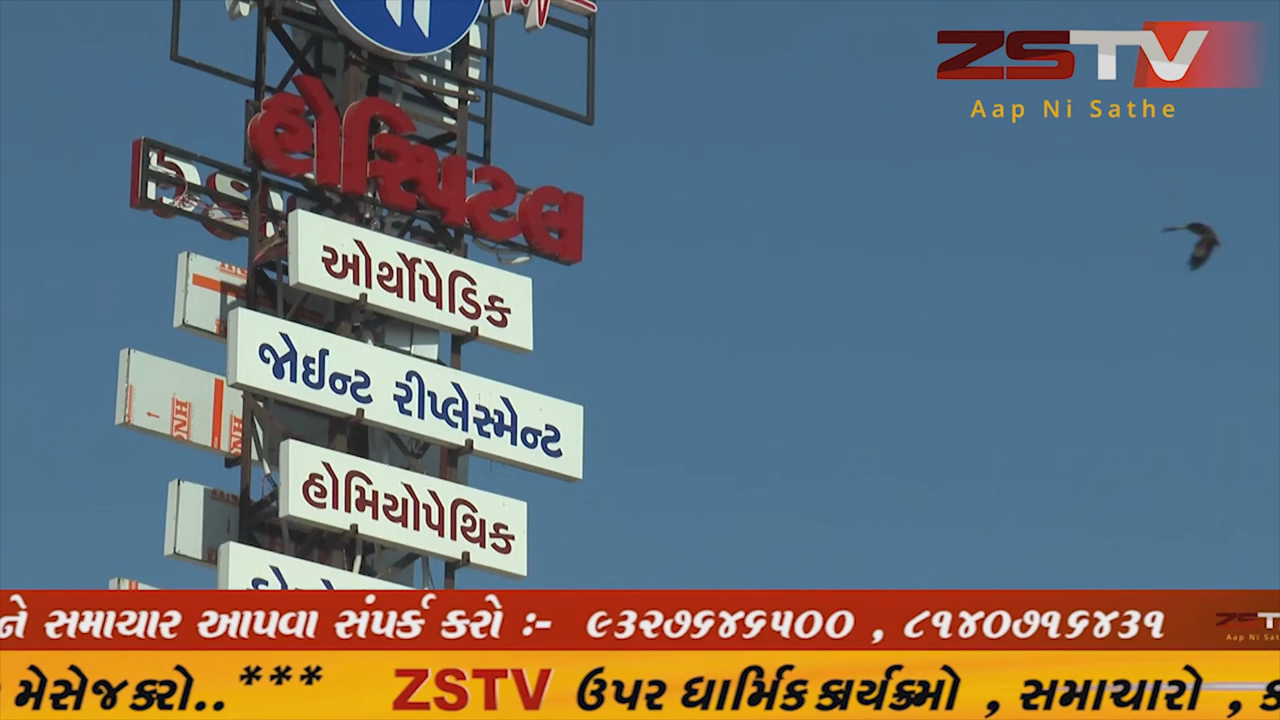 ZSTV
Aap Ni Sathe
હોસ્પિટલ
ઓર્થોપેડિક
જોઈન્ટ રીપ્લેસ્મેન્ટ
હોમિયોપેથિક
ને સમાચાર આપવા સંપર્ક કરો :- ૯૩૨૭૬૪૬૫૦૦ , ૮૧૪૦૭૧૬૪૩૧
મેસેજ કરો.. *** ZSTV ઉપર ધાર્મિક કાર્યક્રમો , સમાચારો ,